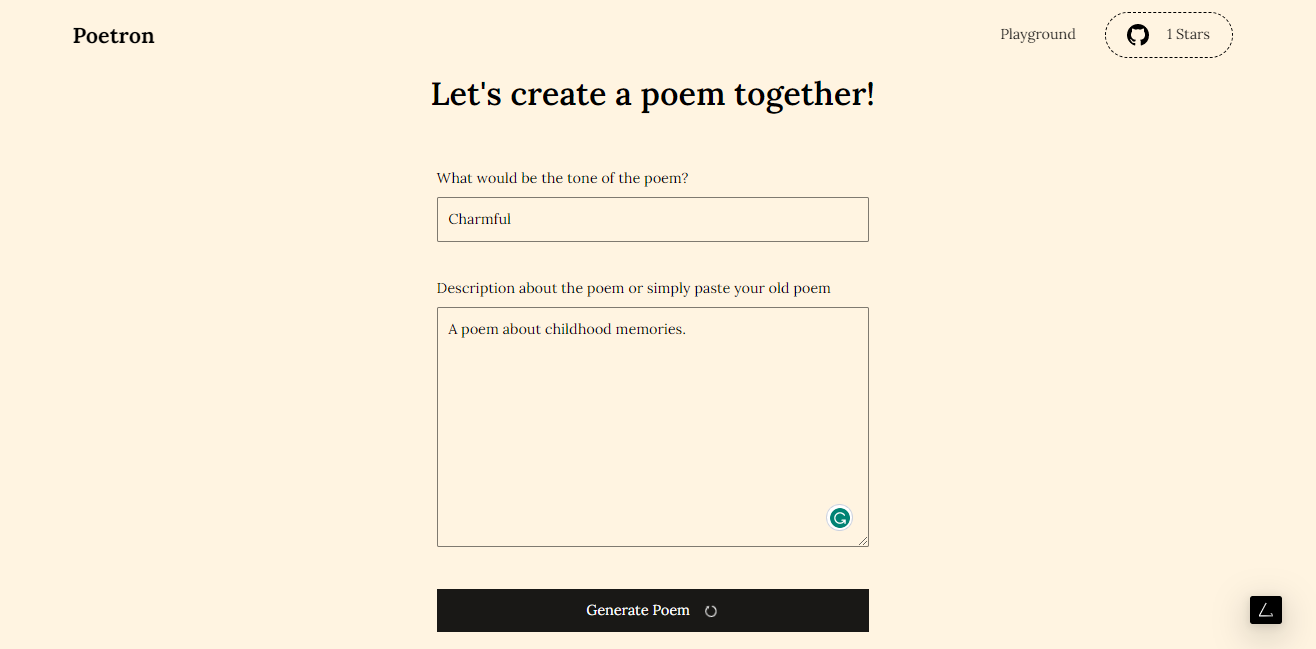 Poetron
Playground
1 Stars
Let's create a poem together!
What would be the tone of the poem?
Charmful
Description about the poem or simply paste your old poem
A poem about childhood memories.
Generate Poem